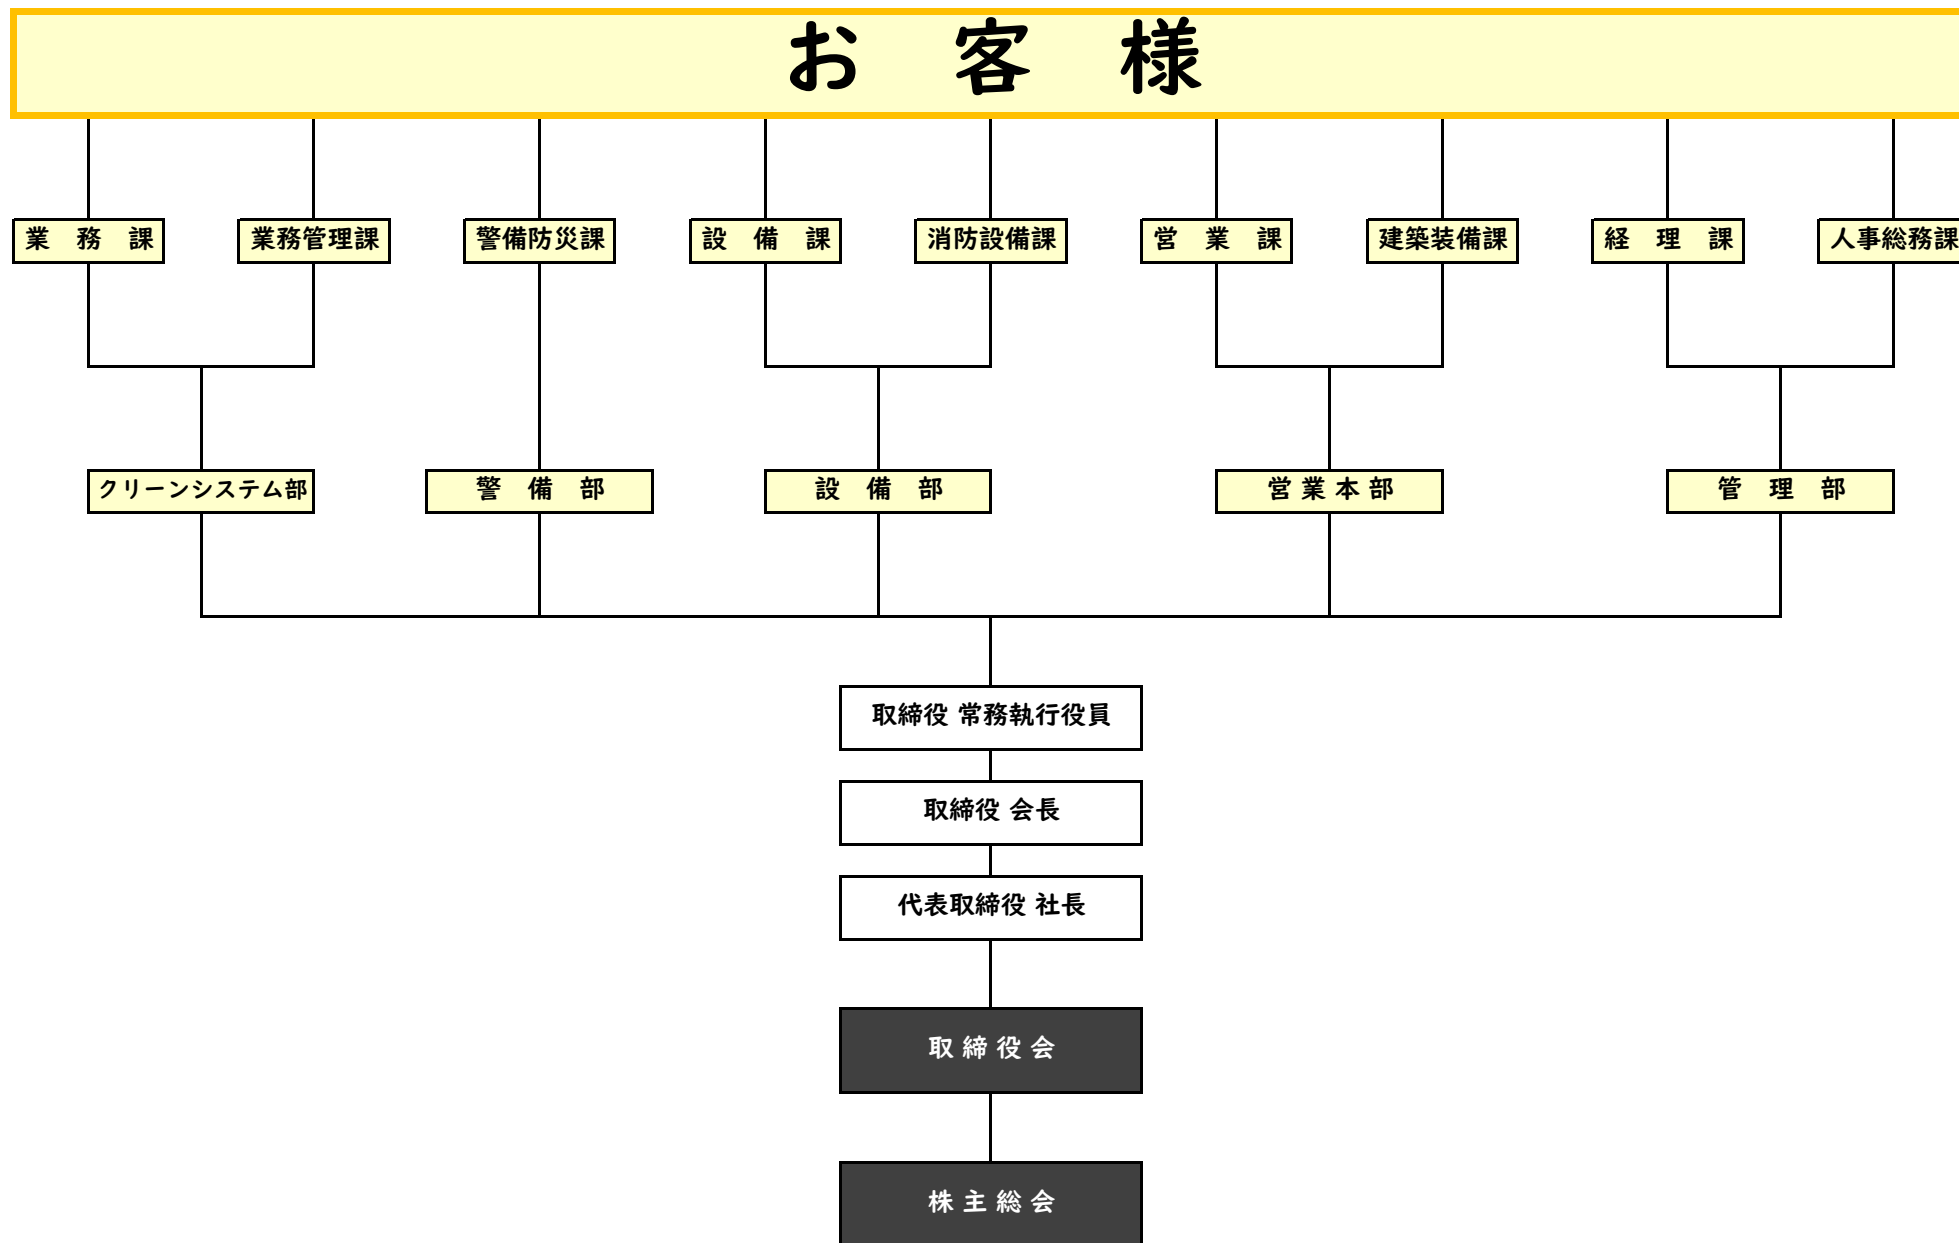 お　客　様
業　務　課
業務管理課
警備防災課
設　備　課
消防設備課
営　業　課
建築装備課
経　理　課
人事総務課
クリーンシステム部
警　備　部
設　備　部
営 業 本 部
管　理　部
取締役 常務執行役員
取締役 会長
代表取締役 社長
取 締 役 会
株 主 総 会